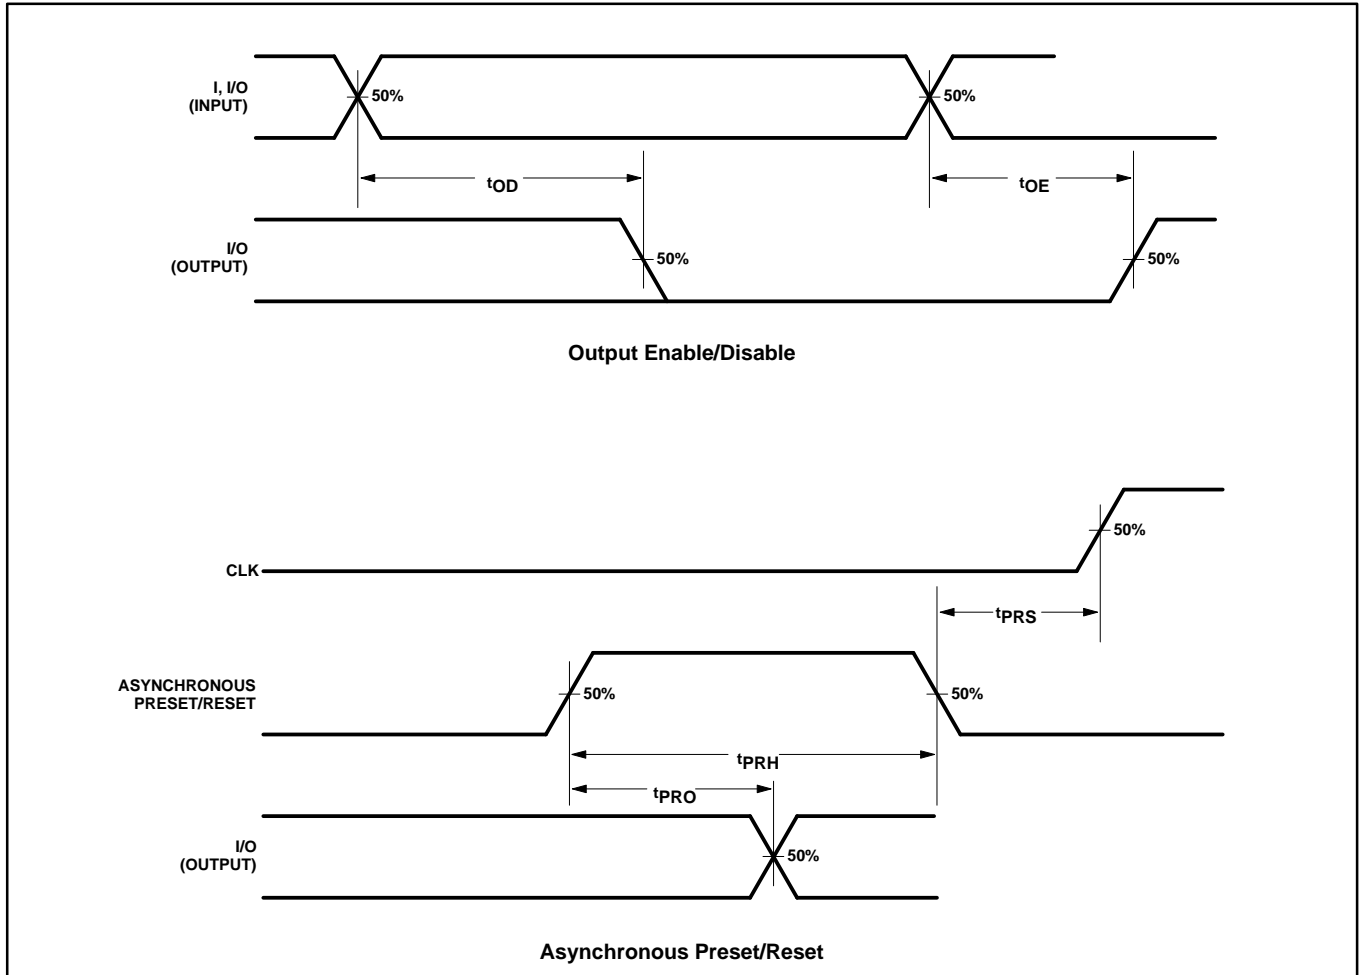 I, I/O
(INPUT)
50%
50%
tOD
tOE
I/O
(OUTPUT)
50%
50%
Output Enable/Disable
50%
CLK
tPRS
ASYNCHRONOUS
PRESET/RESET
50%
50%
tPRH
tPRO
I/O
(OUTPUT)
50%
Asynchronous Preset/Reset